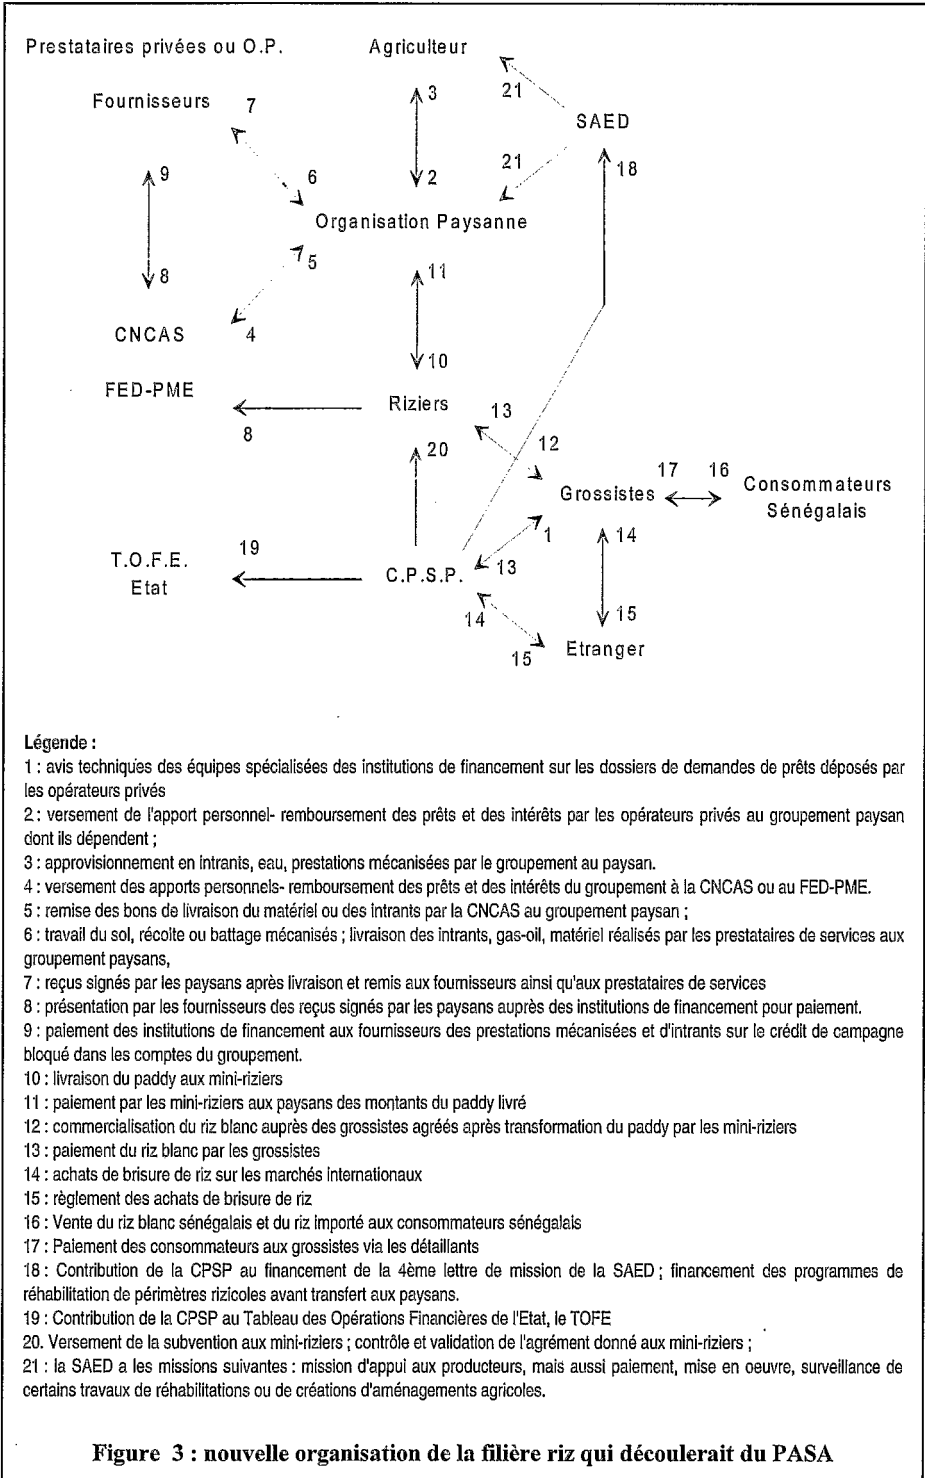 Prestataires privées ou O.P.
Agriculteur
Fournisseurs
7
3
21
SAED
9
6
2
21
18
Organisation Paysanne
8
5
11
CNCAS
4
10
FED-PME
Riziers
13
8
20
12
17
16
Consommateurs
Grossistes
Sénégalais
1
14
T.O.F.E.
19
Etat
C.P.S.P.
13
14
15
15
Etranger
Légende :
1 : avis techniques des équipes spécialisées des institutions de financement sur les dossiers de demandes de prêts déposés par
les opérateurs privés
2 : versement de l'apport personnel- remboursement des prêts et des intérêts par les opérateurs privés au groupement paysan
dont ils dépendent ;
3 : approvisionnement en intrants, eau, prestations mécanisées par le groupement au paysan.
4 : versement des apports personnels- remboursement des prêts et des intérêts du groupement à la CNCAS ou au FED-PME.
5 : remise des bons de livraison du matériel ou des intrants par la CNCAS au groupement paysan ;
6 : travail du sol, récolte ou battage mécanisés ; livraison des intrants, gas-oil, matériel réalisés par les prestataires de services aux
groupement paysans,
7 : reçus signés par les paysans après livraison et remis aux fournisseurs ainsi qu'aux prestataires de services
8 : présentation par les fournisseurs des reçus signés par les paysans auprès des institutions de financement pour paiement.
9 : paiement des institutions de financement aux fournisseurs des prestations mécanisées et d'intrants sur le crédit de campagne
bloqué dans les comptes du groupement.
10 : livraison du paddy aux mini-riziers
11 : paiement par les mini-riziers aux paysans des montants du paddy livré
12 : commercialisation du riz blanc auprès des grossistes agréés après transformation du paddy par les mini-riziers
13 : paiement du riz blanc par les grossistes
14 : achats de brisure de riz sur les marchés internationaux
15 : règlement des achats de brisure de riz
16 : Vente du riz blanc sénégalais et du riz importé aux consommateurs sénégalais
17 : Paiement des consommateurs aux grossistes via les détaillants
18 : Contribution de la CPSP au financement de la 4ème lettre de mission de la SAED ; financement des programmes de
réhabilitation de périmètres rizicoles avant transfert aux paysans.
19 : Contribution de la CPSP au Tableau des Opérations Financières de l'Etat, le TOFE
20. Versement de la subvention aux mini-riziers ; contrôle et validation de l'agrément donné aux mini-riziers ;
21 : la SAED a les missions suivantes : mission d'appui aux producteurs, mais aussi paiement, mise en oeuvre, surveillance de
certains travaux de réhabilitations ou de créations d'aménagements agricoles.
Figure 3 : nouvelle organisation de la filière riz qui découlerait du PASA